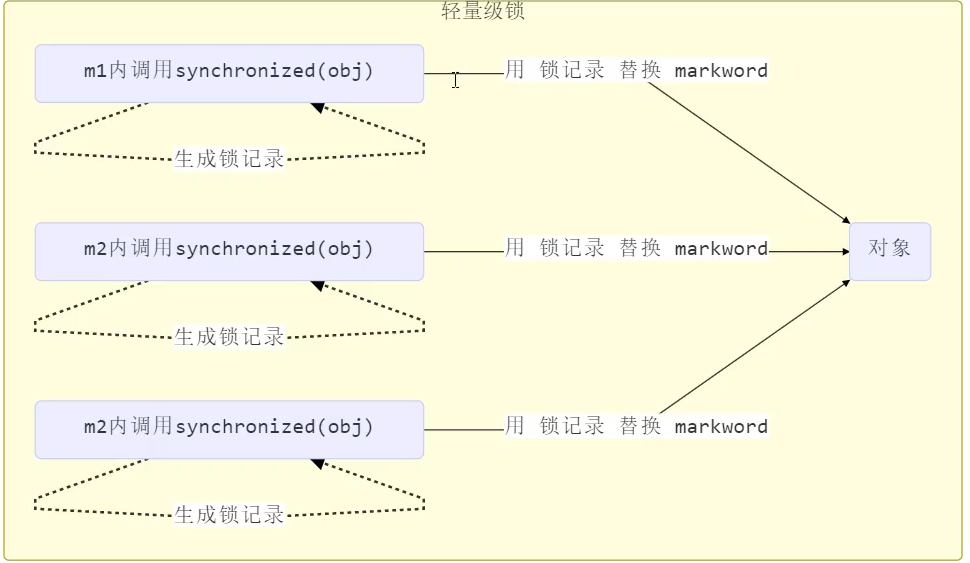 轻量级锁
m1内调用synchronized(obj)
用 锁记录 替换 markword
生成锁记录
m2内调用synchronized(obj)
用 锁记录 替换 markword
对象
生成锁记录
m2内调用synchronized(obj)
用 锁记录 替换 markword
生成锁记录